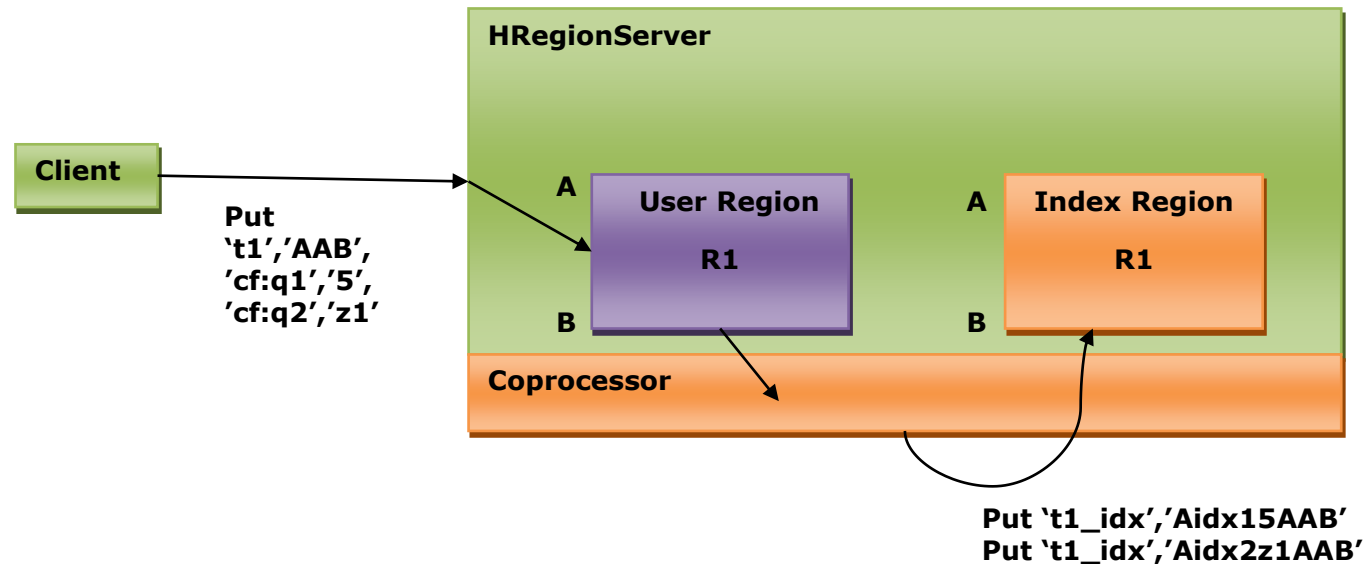 HRegionServer
Client
Put
‘t1’,’AAB’,
’cf:q1’,’5’,
’cf:q2’,’z1’
A
User Region
R1
B
A
Index Region
R1
B
Coprocessor
Put ‘t1_idx’,’Aidx15AAB’
Put ‘t1_idx’,’Aidx2z1AAB’